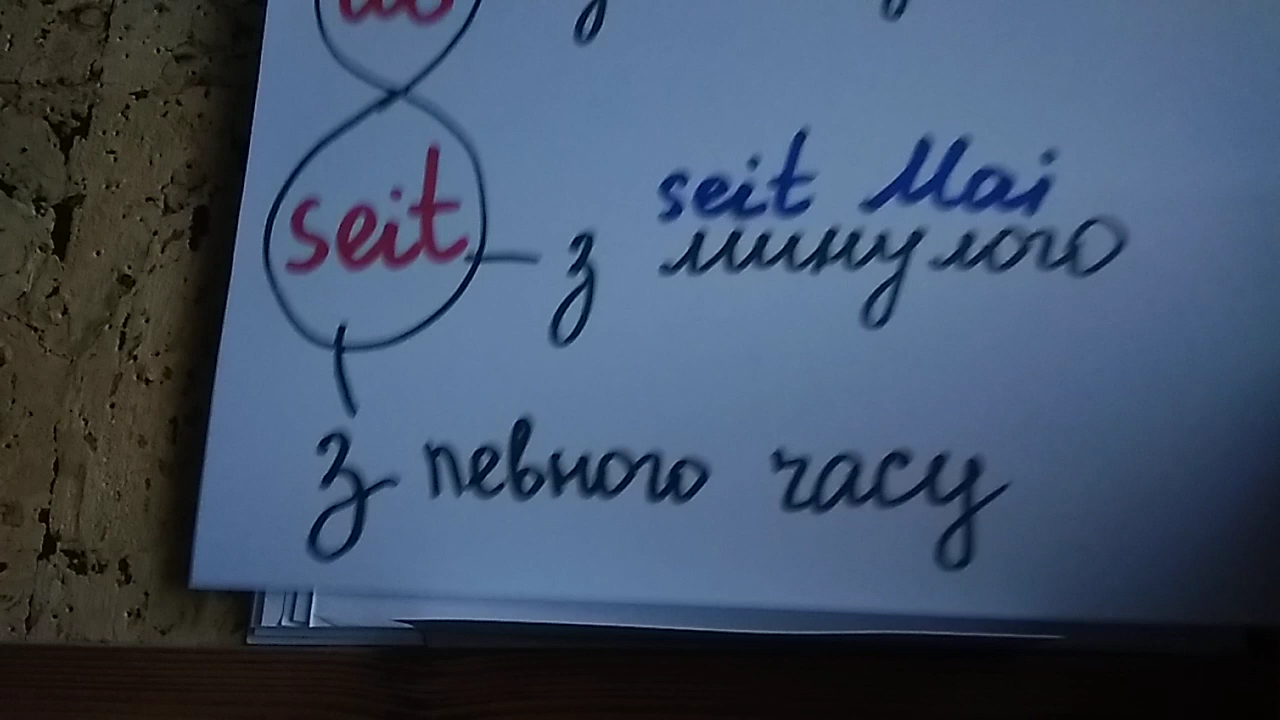 seit Mai
seit – з минулого
з певного часу